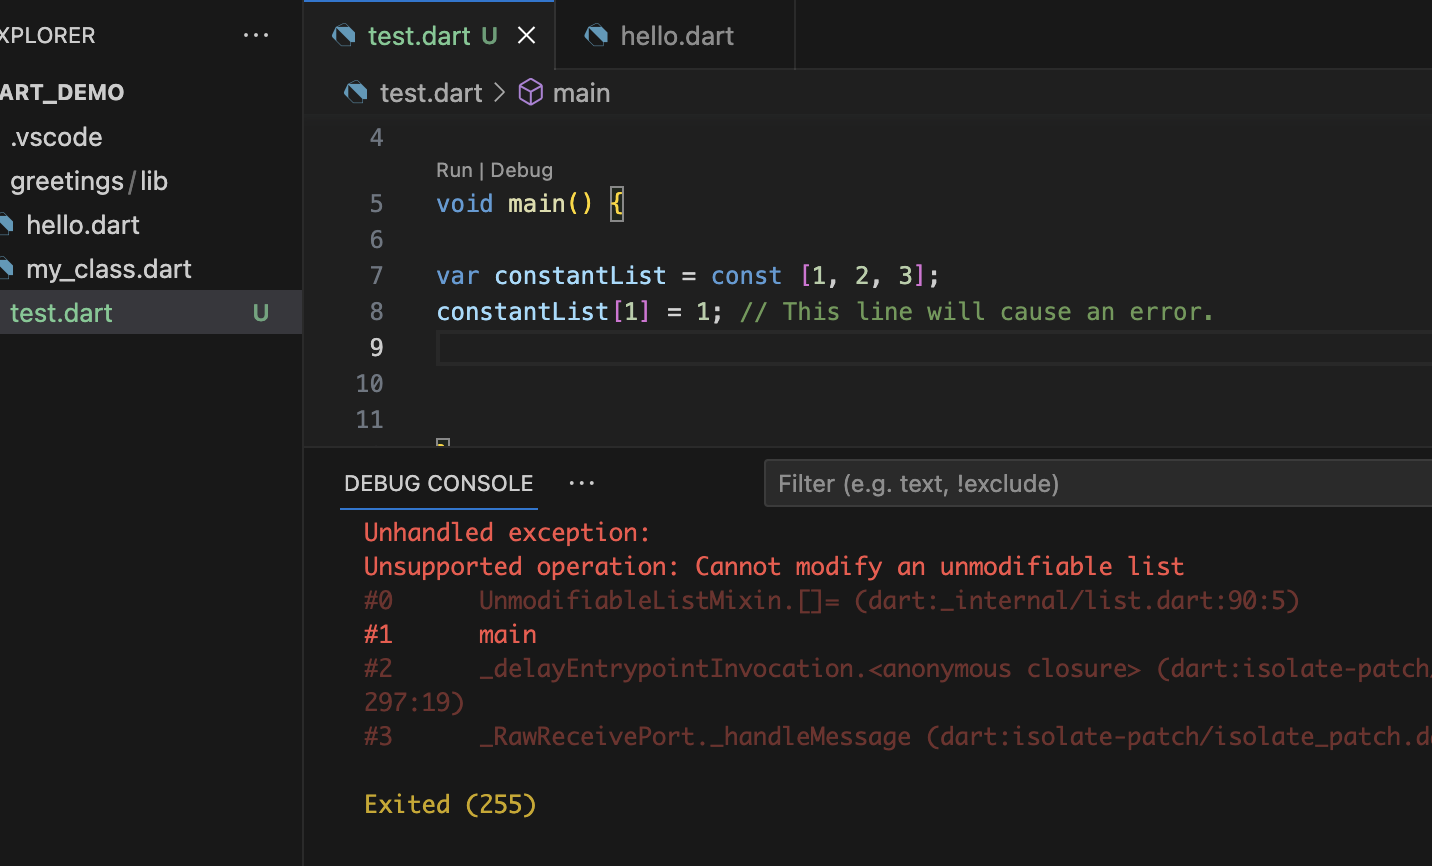 XPLORER ...
ART_DEMO
.vscode
greetings/lib
hello.dart
my_class.dart
test.dart U
test.dart U hello.dart
test.dart > main
4
Run | Debug
5 void main() {
6
7 var constantList = const [1, 2, 3];
8 constantList[1] = 1; // This line will cause an error.
9
10
11
DEBUG CONSOLE ... Filter (e.g. text, !exclude)
Unhandled exception:
Unsupported operation: Cannot modify an unmodifiable list
#0 UnmodifiableListMixin.[]= (dart:_internal/list.dart:90:5)
#1 main
#2 _delayEntrypointInvocation.<anonymous closure> (dart:isolate-patch/
297:19)
#3 _RawReceivePort._handleMessage (dart:isolate-patch/isolate_patch.d
Exited (255)